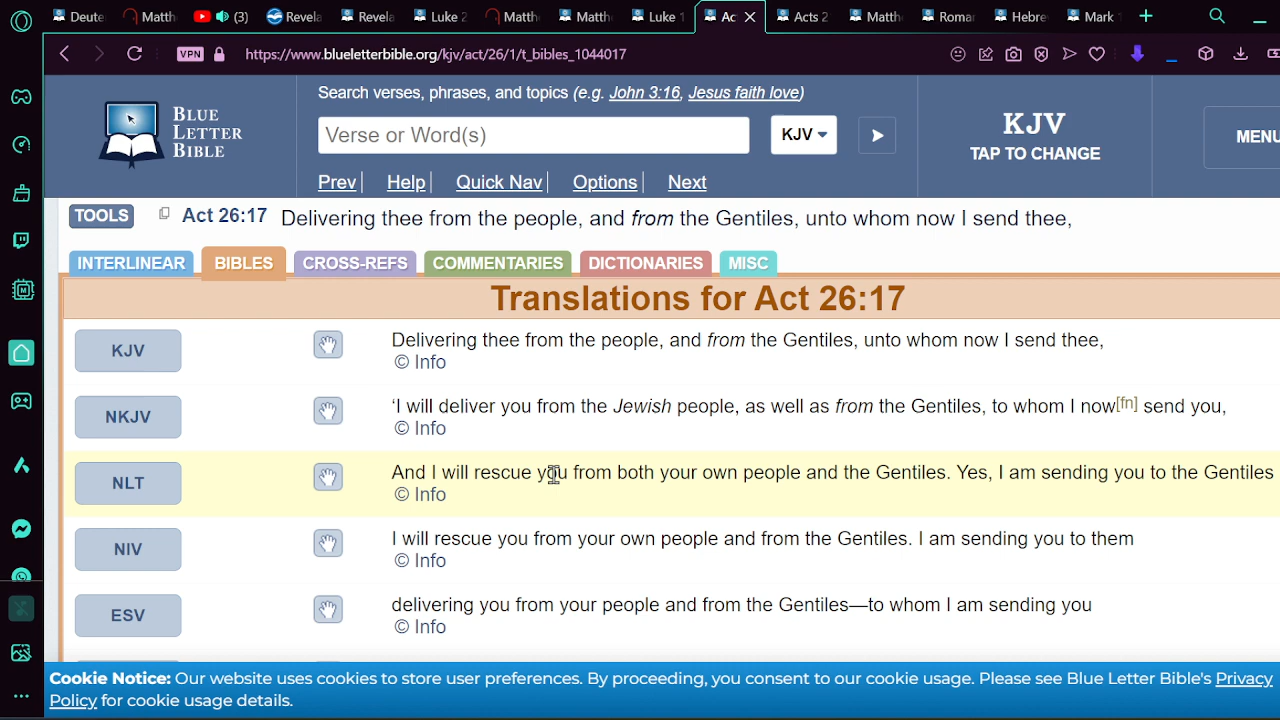 Deute Matth (3) Revela Revela Luke 2 Matth Matth Luke 1 Ac Acts 2 Matth Roma Hebre Mark 1
VPN https://www.blueletterbible.org/kjv/act/26/1/t_bibles_1044017
BLUE
LETTER
BIBLE
Search verses, phrases, and topics (e.g. John 3:16, Jesus faith love)
Verse or Word(s)
KJV
Prev Help Quick Nav Options Next
KJV
TAP TO CHANGE
MENU
TOOLS Act 26:17 Delivering thee from the people, and from the Gentiles, unto whom now I send thee,
INTERLINEAR BIBLES CROSS-REFS COMMENTARIES DICTIONARIES MISC
Translations for Act 26:17
KJV Delivering thee from the people, and from the Gentiles, unto whom now I send thee,
© Info
NKJV ‘I will deliver you from the Jewish people, as well as from the Gentiles, to whom I now[fn] send you,
© Info
NLT And I will rescue you from both your own people and the Gentiles. Yes, I am sending you to the Gentiles
© Info
NIV I will rescue you from your own people and from the Gentiles. I am sending you to them
© Info
ESV delivering you from your people and from the Gentiles—to whom I am sending you
© Info
Cookie Notice: Our website uses cookies to store user preferences. By proceeding, you consent to our cookie usage. Please see Blue Letter Bible's Privacy
Policy for cookie usage details.